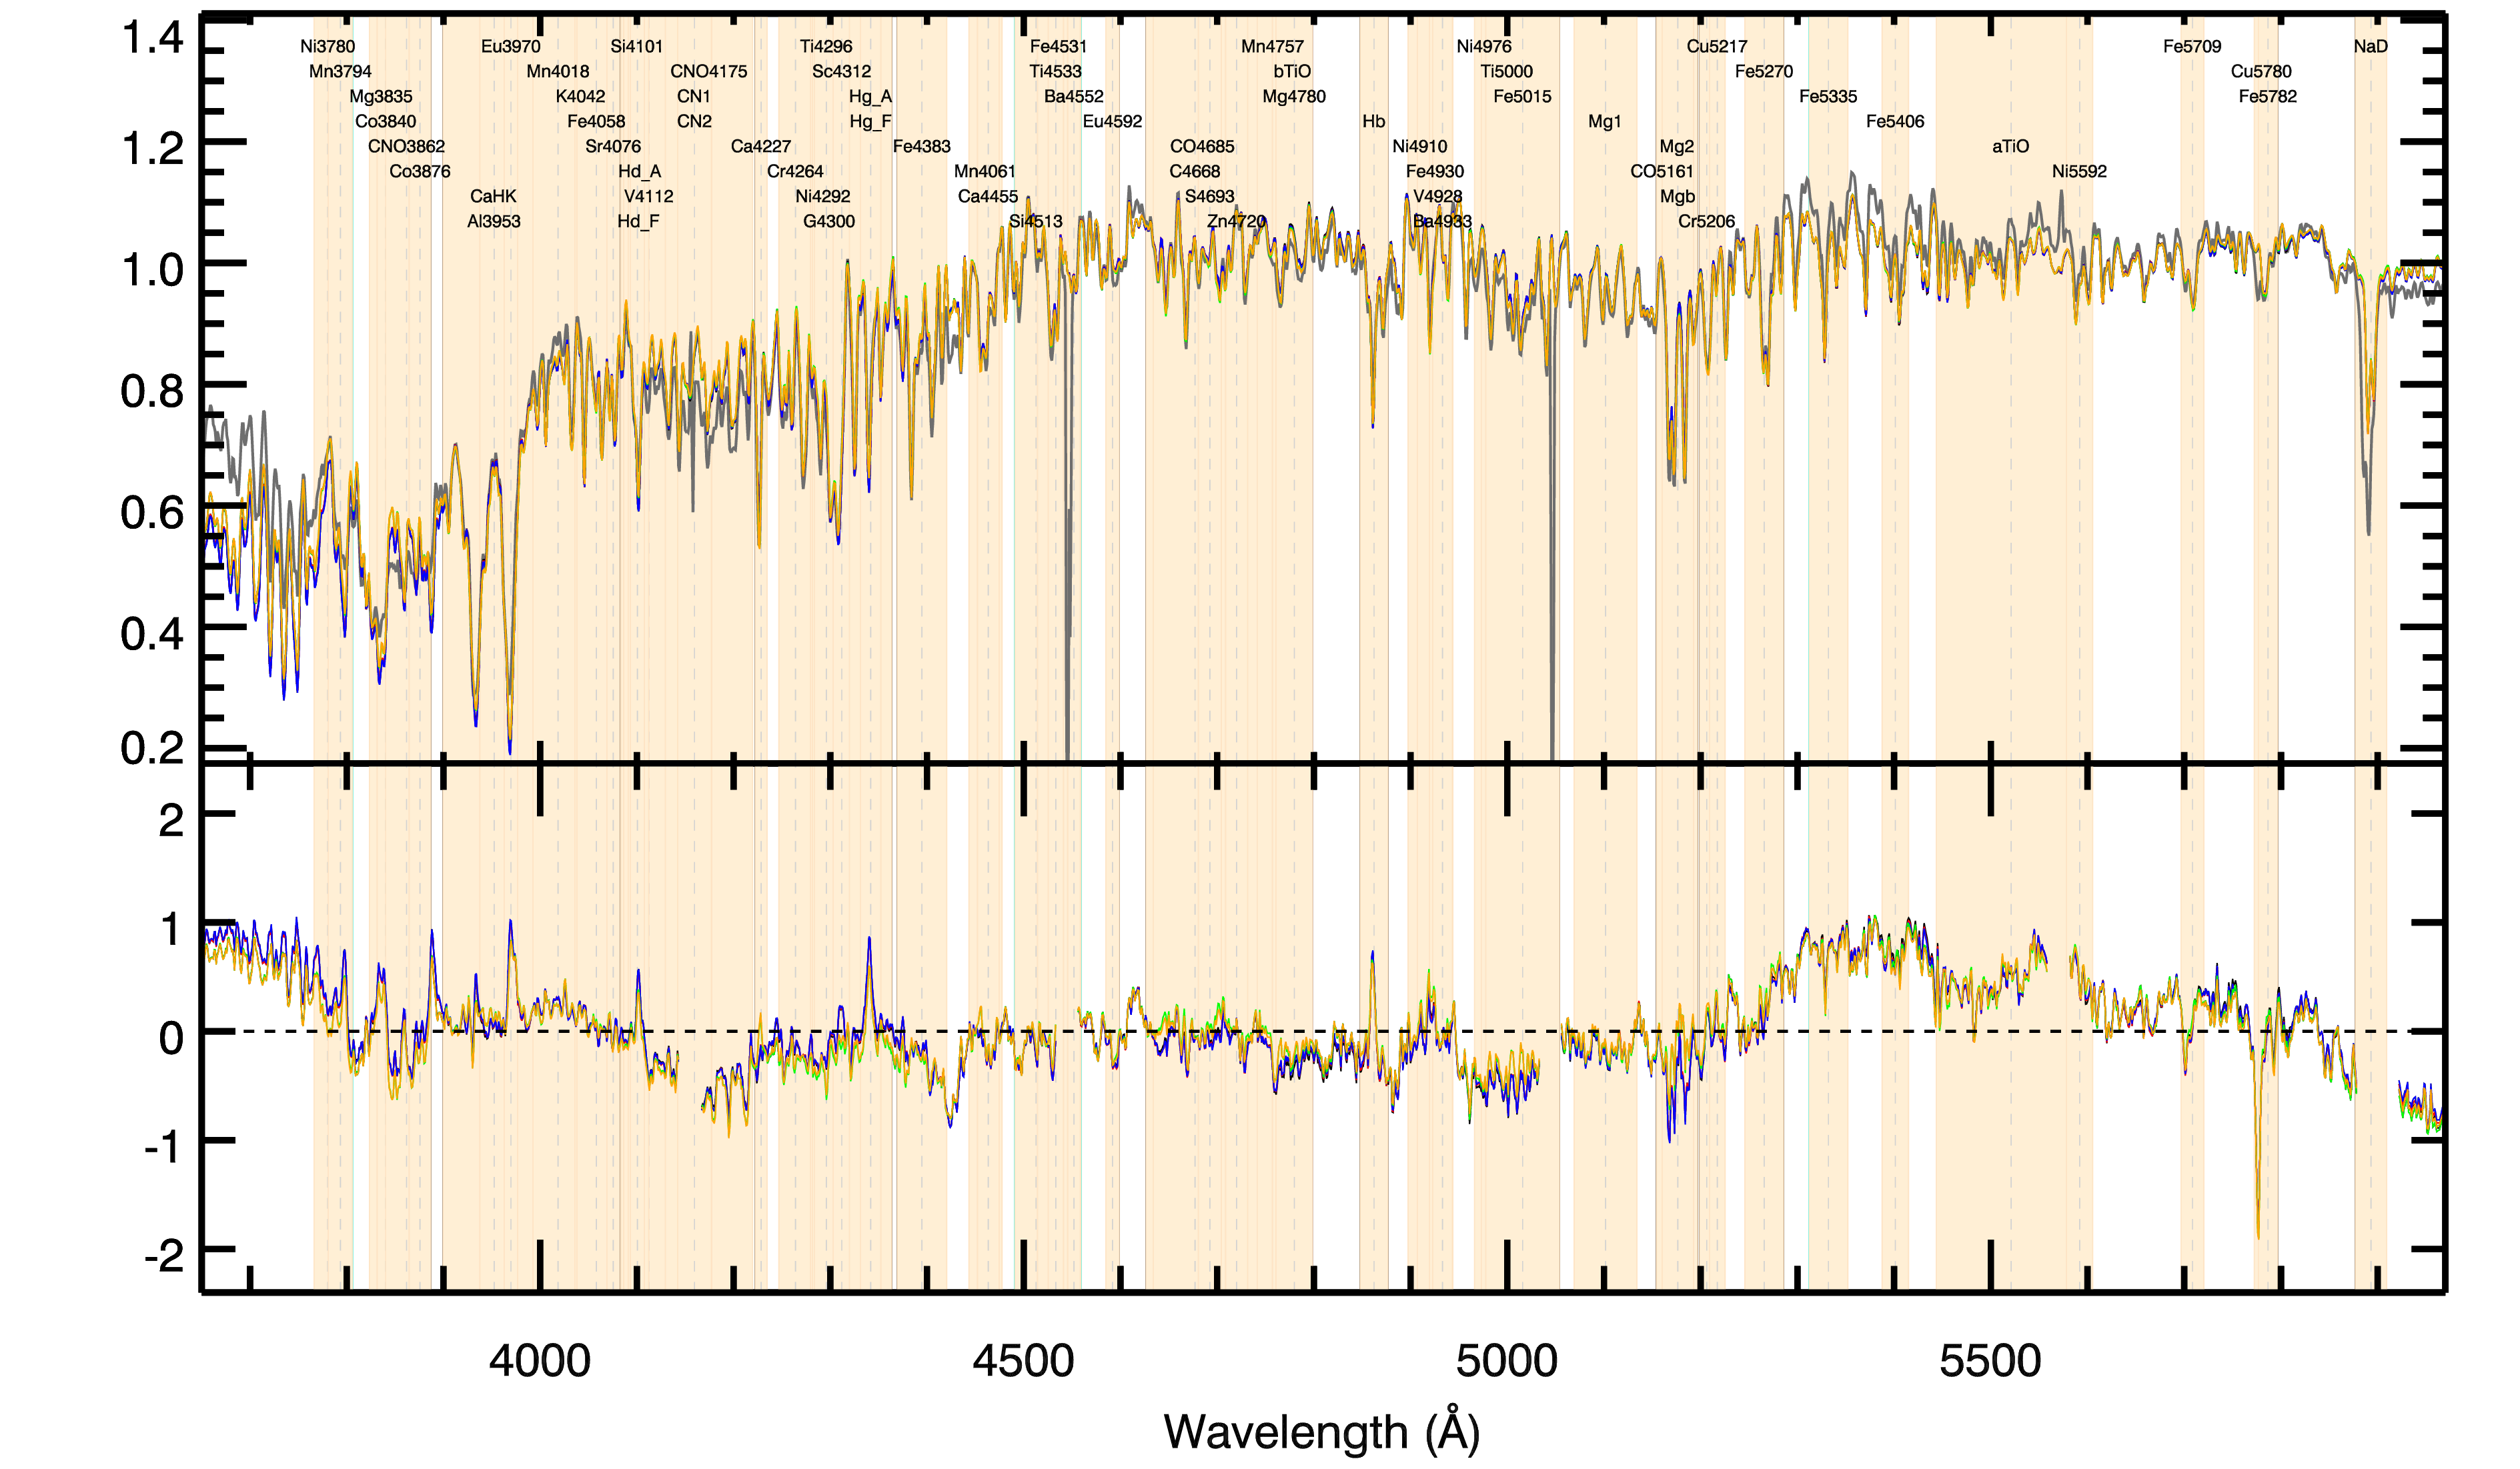 1.4
Ni3780 Eu3970 Si4101 Ti4296 Fe4531 Mn4757 Ni4976 Cu5217 Fe5709 NaD
Mn3794 Mn4018 CNO4175 Sc4312 Ti4533 bTiO Ti5000 Fe5270 Cu5780
Mg3835 K4042 CN1 Hg_A Ba4552 Mg4780 Fe5015 Fe5335 Fe5782
Co3840 Fe4058 CN2 Hg_F Eu4592 Hb Mg1 Fe5406
1.2
CNO3862 Sr4076 Ca4227 Fe4383 CO4685 Ni4910 Mg2 aTiO
Co3876 Hd_A Cr4264 Mn4061 C4668 Fe4930 CO5161 Ni5592
CaHK V4112 Ni4292 Ca4455 S4693 V4928 Mgb
Al3953 Hd_F G4300 Si4513 Zn4720 Ba4933 Cr5206
1.0
0.8
0.6
0.4
0.2
2
1
0
-1
-2
4000 4500 5000 5500
Wavelength (Å)